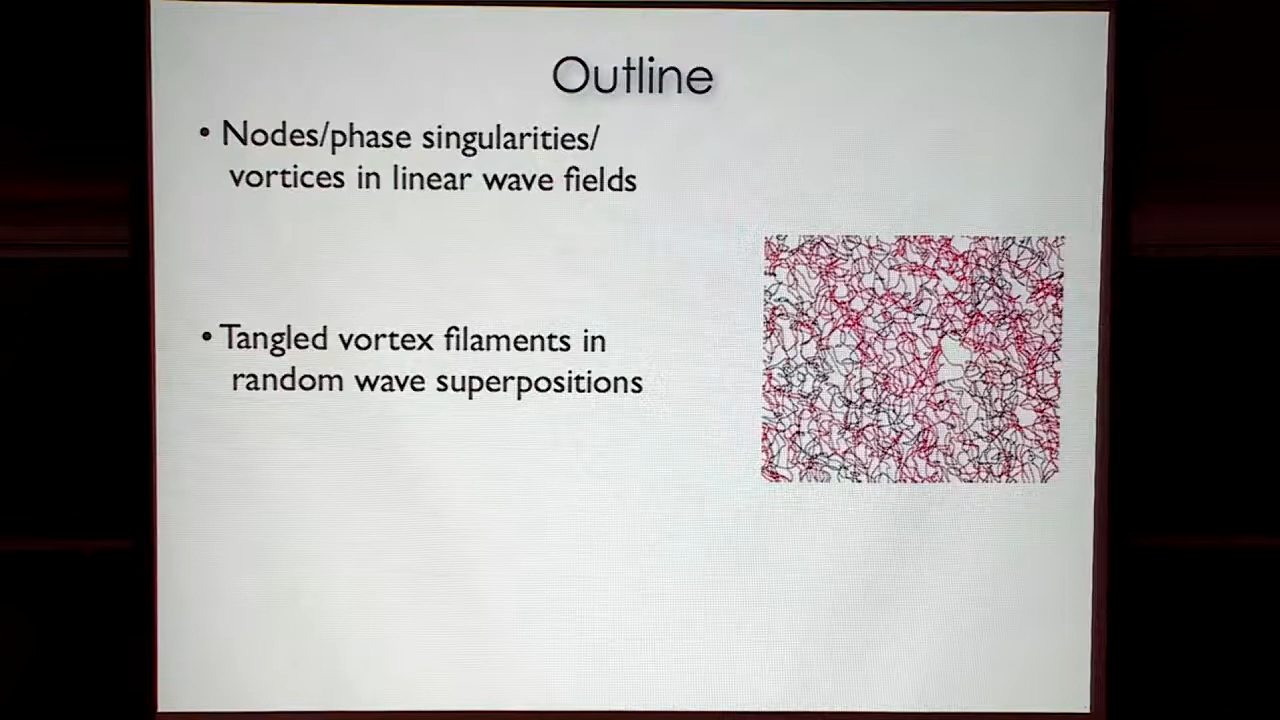 Outline
• Nodes/phase singularities/
vortices in linear wave fields
• Tangled vortex filaments in
random wave superpositions